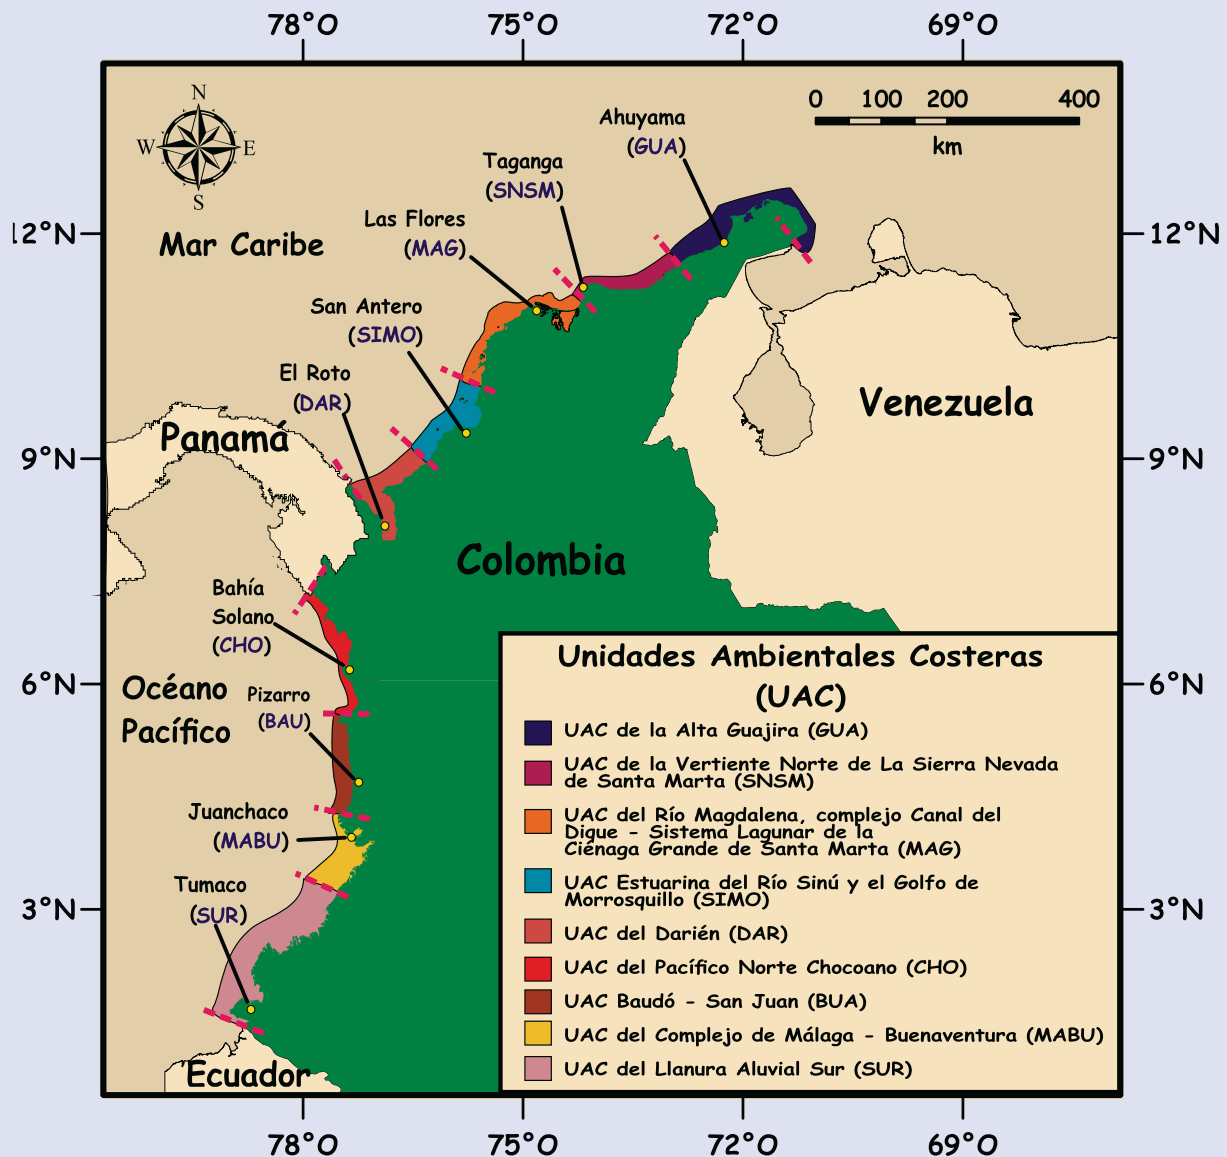 78°O 75°O 72°O 69°O
0 100 200 400
km
N
W E
S
Ahuyama
(GUA)
Taganga
(SNSM)
Las Flores
(MAG)
12°N 12°N
Mar Caribe
San Antero
(SIMO)
El Roto
(DAR)
Venezuela
Panamá
9°N 9°N
Colombia
Bahía
Solano
(CHO)
Océano
Pacífico
6°N 6°N
Pizarro
(BAU)
Juanchaco
(MABU)
Tumaco
(SUR)
3°N 3°N
Ecuador
Unidades Ambientales Costeras
(UAC)
UAC de la Alta Guajira (GUA)
UAC de la Vertiente Norte de La Sierra Nevada
de Santa Marta (SNSM)
UAC del Río Magdalena, complejo Canal del
Digue - Sistema Lagunar de la
Ciénaga Grande de Santa Marta (MAG)
UAC Estuarina del Río Sinú y el Golfo de
Morrosquillo (SIMO)
UAC del Darién (DAR)
UAC del Pacífico Norte Chocoano (CHO)
UAC Baudó - San Juan (BUA)
UAC del Complejo de Málaga - Buenaventura (MABU)
UAC del Llanura Aluvial Sur (SUR)
78°O 75°O 72°O 69°O